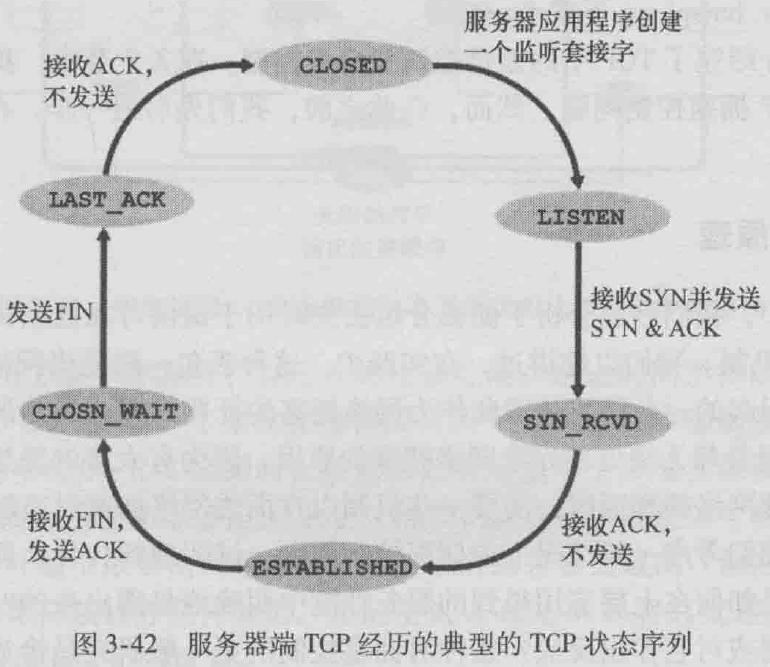 服务器应用程序创建
一个监听套接字
接收ACK，
不发送
CLOSED
LAST_ACK
LISTEN
发送FIN
接收SYN并发送
SYN & ACK
CLOSN_WAIT
SYN_RCVD
接收FIN，
发送ACK
接收ACK，
不发送
ESTABLISHED
图 3-42 服务器端 TCP 经历的典型的 TCP 状态序列